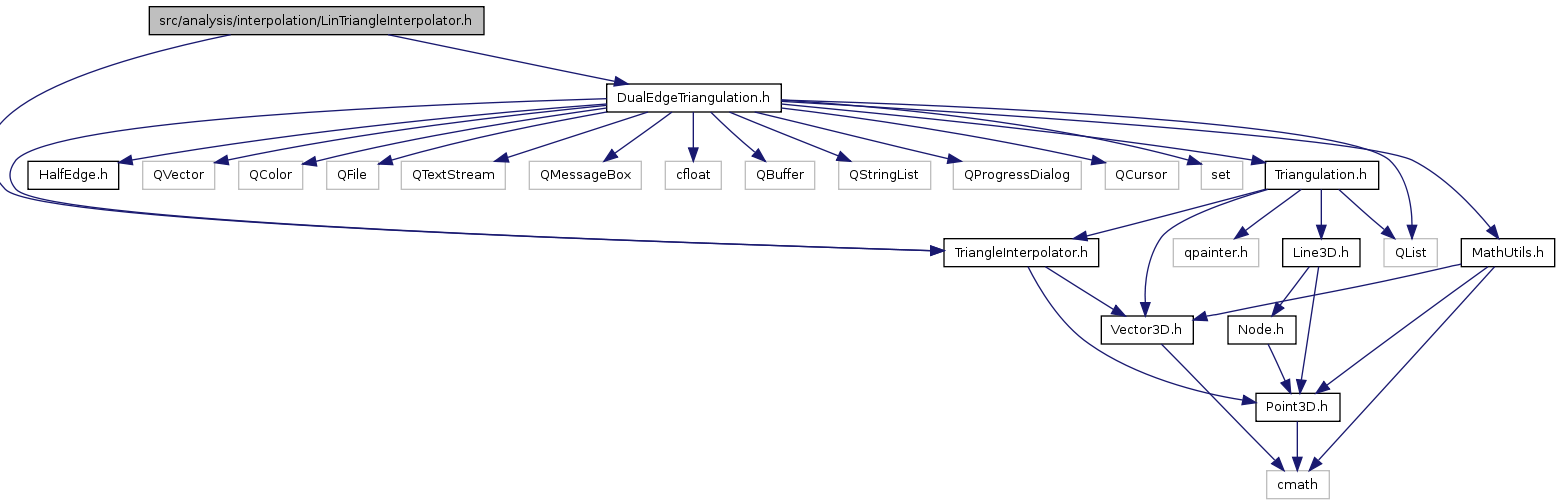 src/analysis/interpolation/LinTriangleInterpolator.h
DualEdgeTriangulation.h
HalfEdge.h
QVector
QColor
QFile
QTextStream
QMessageBox
cfloat
QBuffer
QStringList
QProgressDialog
QCursor
set
Triangulation.h
TriangleInterpolator.h
qpainter.h
Line3D.h
QList
MathUtils.h
Vector3D.h
Node.h
Point3D.h
cmath